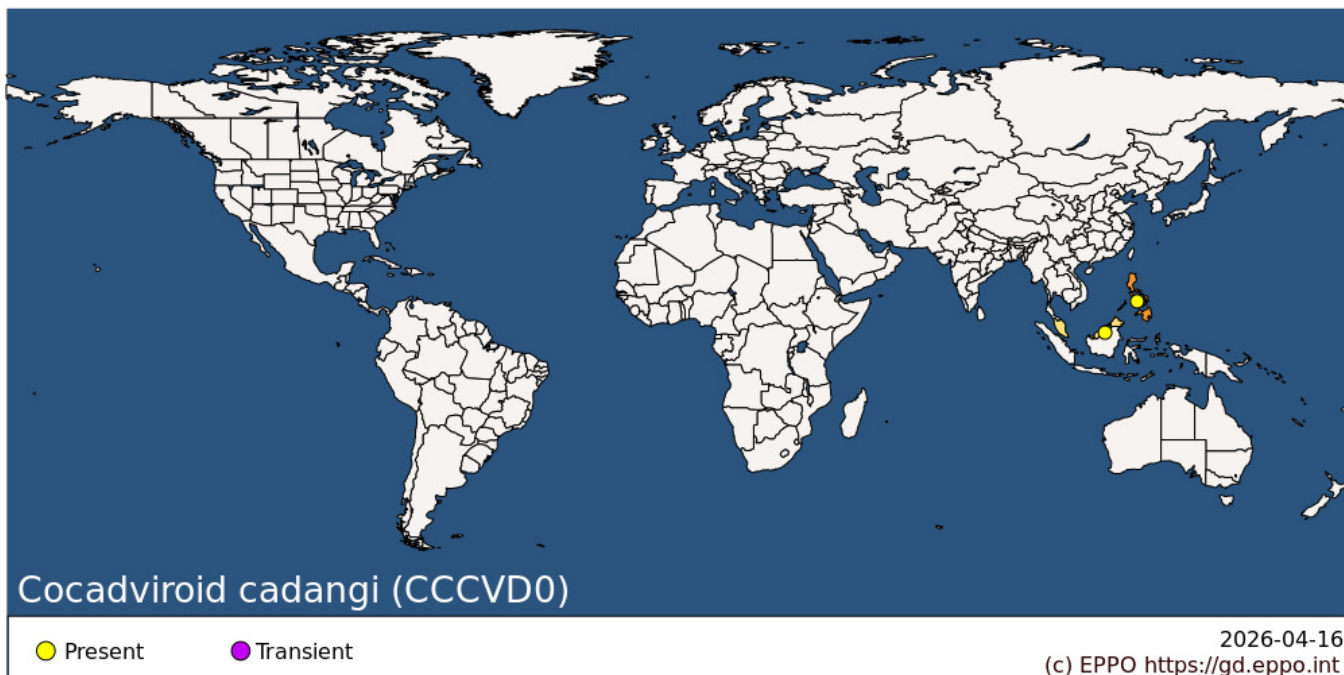 Cocadviroid cadangi (CCCVD0)
Present
Transient
2026-04-16
(c) EPPO https://gd.eppo.int